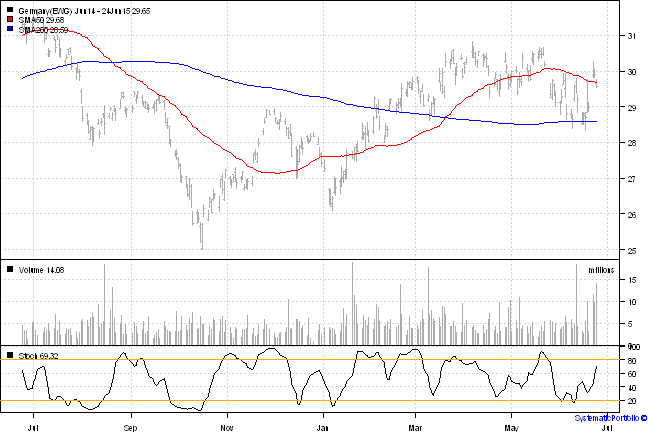 Germany(EWG) Jun14 - 24Jun15 29.65
SMA50 29.68
SMA200 28.59
31
30
29
28
27
26
25
Volume 14.08
millions
15
10
5
Stoch 69.32
100
80
60
40
20
Jul
Sep
Nov
Jan
Mar
May
Jul
SystematicPortfolio ©